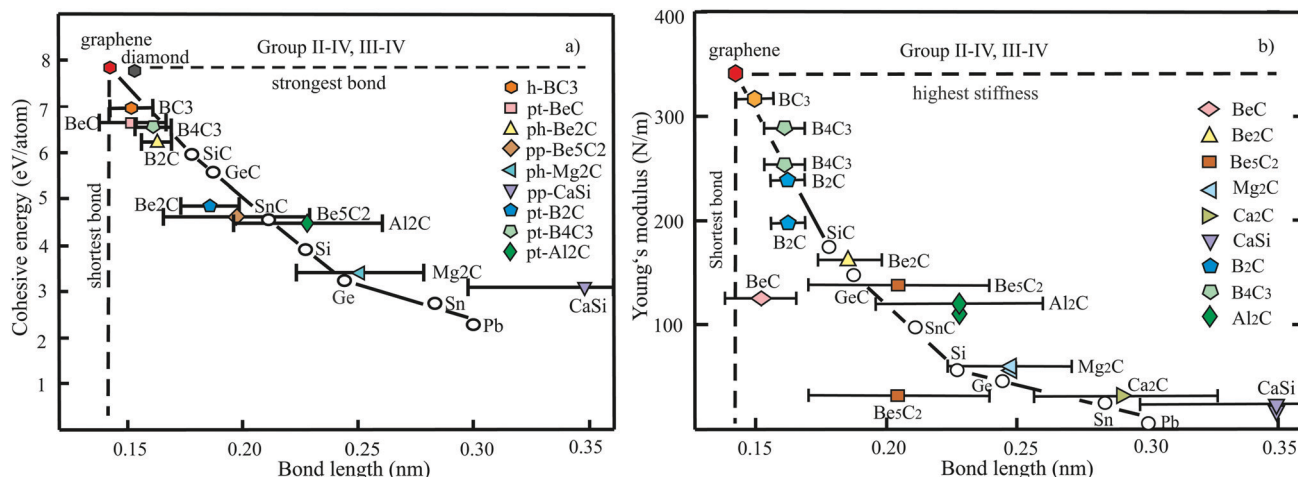 Group II-IV, III-IV
a)
graphene
diamond
strongest bond
shortest bond
Cohesive energy (eV/atom)
8
7
6
5
4
3
2
1
BC3
BeC
B4C3
B2C
SiC
GeC
Be2C
SnC
Be5C2
Al2C
Si
Mg2C
Ge
Sn
CaSi
Pb
h-BC3
pt-BeC
ph-Be2C
pp-Be5C2
ph-Mg2C
pp-CaSi
pt-B2C
pt-B4C3
pt-Al2C
0.15
0.20
0.25
0.30
0.35
Bond length (nm)
Group II-IV, III-IV
b)
graphene
highest stiffness
Shortest bond
Young's modulus (N/m)
400
300
200
100
BC3
B4C3
B4C3
B2C
B2C
SiC
Be2C
BeC
GeC
Be5C2
Al2C
SnC
Si
Mg2C
Ge
Ca2C
CaSi
Be5C2
Sn
Pb
BeC
Be2C
Be5C2
Mg2C
Ca2C
CaSi
B2C
B4C3
Al2C
0.15
0.20
0.25
0.30
0.35
Bond length (nm)